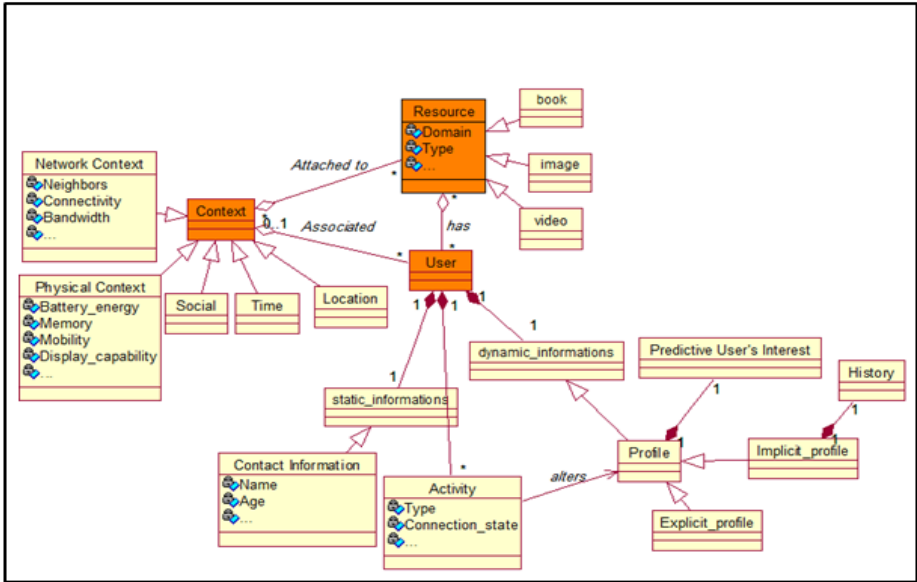 book
Resource
Domain
Type
...
image
video
Attached to
*
*
Network Context
Neighbors
Connectivity
Bandwidth
...
Context
*
0..1
Associated
*
has
*
User
Physical Context
Battery_energy
Memory
Mobility
Display_capability
...
Social
Time
Location
1
1
1
1
dynamic_informations
Predictive User's Interest
1
History
1
1
static_informations
1
Profile
1
Implicit_profile
Contact Information
Name
Age
...
*
Activity
Type
Connection_state
...
alters
Explicit_profile